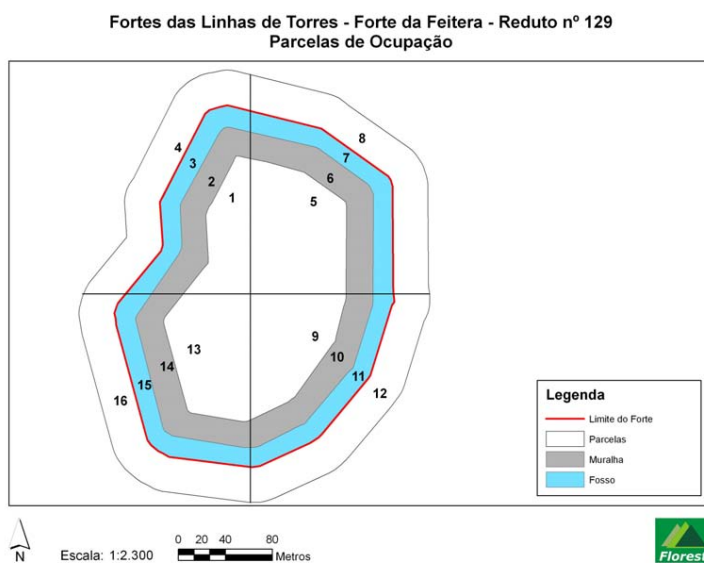 Fortes das Linhas de Torres - Forte da Feitera - Reduto nº 129
Parcelas de Ocupação
4
3
2
1
8
7
6
5
13
14
15
16
9
10
11
12
Legenda
Limite do Forte
Parcelas
Muralha
Fosso
N
Escala: 1:2.300
0 20 40 80
Metros